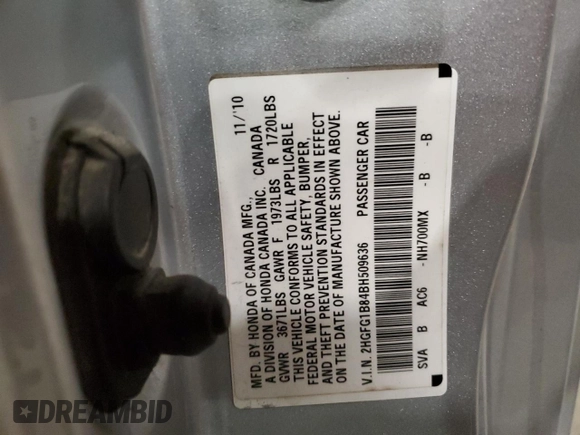 MFD. BY HONDA OF CANADA MFG., 11/'10
A DIVISION OF HONDA CANADA INC. CANADA
GVWR 3671LBS GAWR F 1973LBS R 1720LBS
THIS VEHICLE CONFORMS TO ALL APPLICABLE
FEDERAL MOTOR VEHICLE SAFETY, BUMPER,
AND THEFT PREVENTION STANDARDS IN EFFECT
ON THE DATE OF MANUFACTURE SHOWN ABOVE.
V.I.N. 2HGFG1B84BH509636 PASSENGER CAR
SVA B AC6 -NH700MX -B -B
DREAMBID